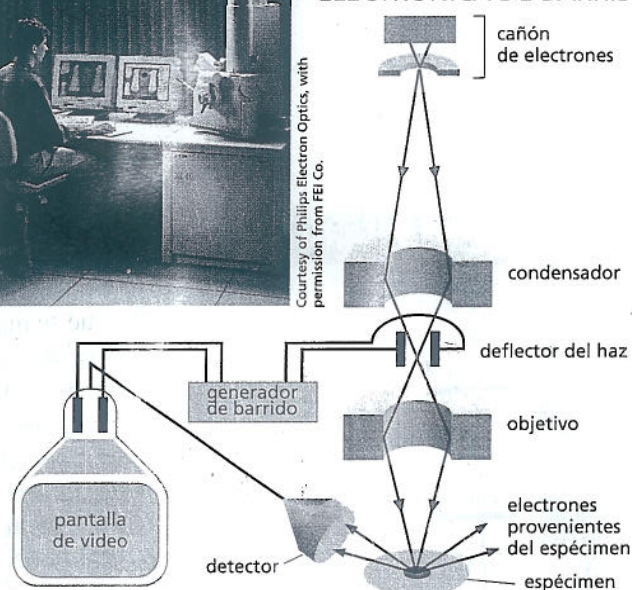 cañón
de electrones
Courtesy of Philips Electron Optics, with
permission from FEI Co.
condensador
deflector del haz
generador
de barrido
objetivo
pantalla
de video
detector
electrones
provenientes
del espécimen
espécimen